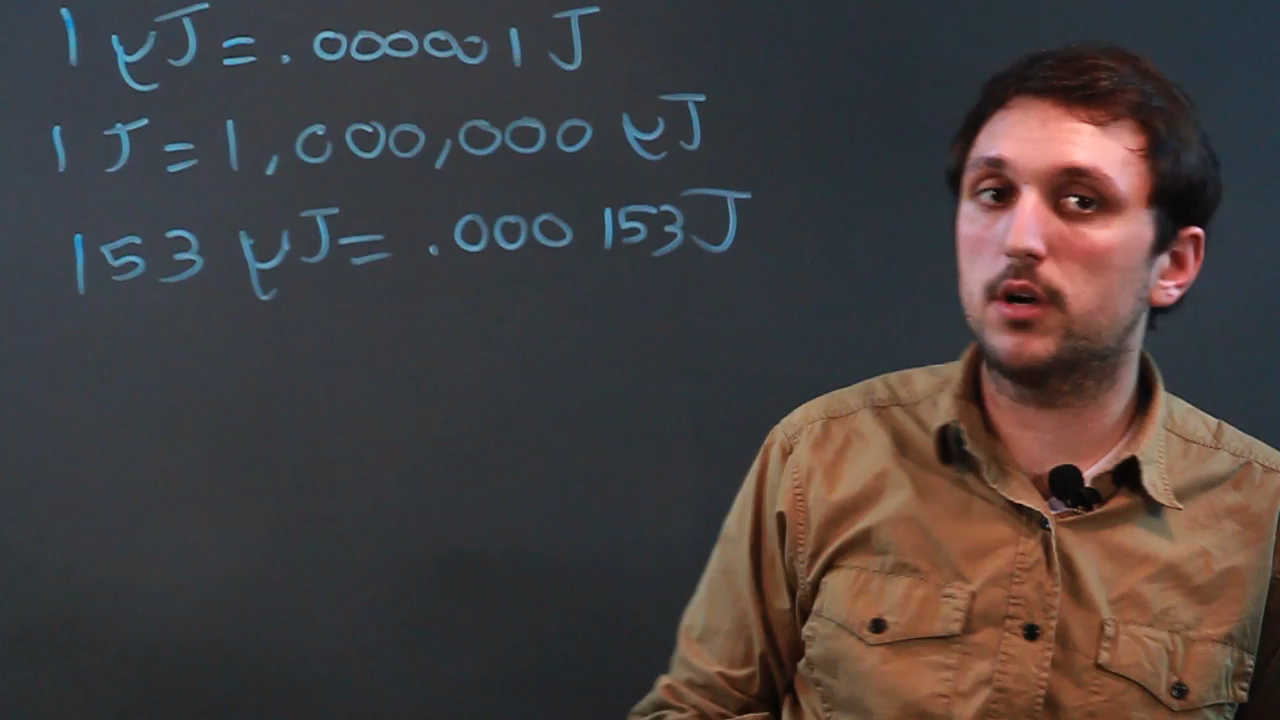 1 μJ = .000001 J
1 J = 1,000,000 μJ
153 μJ = .000153 J